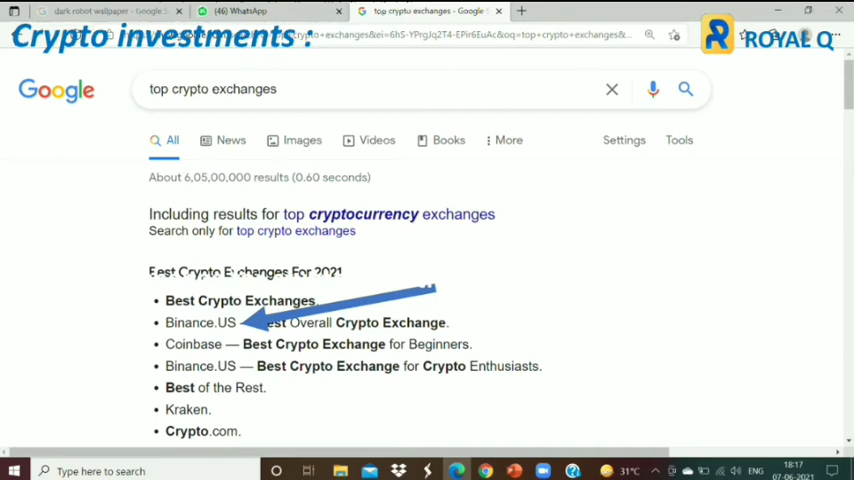 dark robot wallpaper - Google S
(46) WhatsApp
top crypto exchanges - Google S
Crypto investments :
ROYAL Q
Google
top crypto exchanges
All
News
Images
Videos
Books
More
Settings
Tools
About 6,05,00,000 results (0.60 seconds)
Including results for top cryptocurrency exchanges
Search only for top crypto exchanges
Best Crypto Exchanges For 2021
Best Crypto Exchanges.
Binance.US Best Overall Crypto Exchange.
Coinbase — Best Crypto Exchange for Beginners.
Binance.US — Best Crypto Exchange for Crypto Enthusiasts.
Best of the Rest.
Kraken.
Crypto.com.
Type here to search
31°C
ENG
18:17
07-06-2021